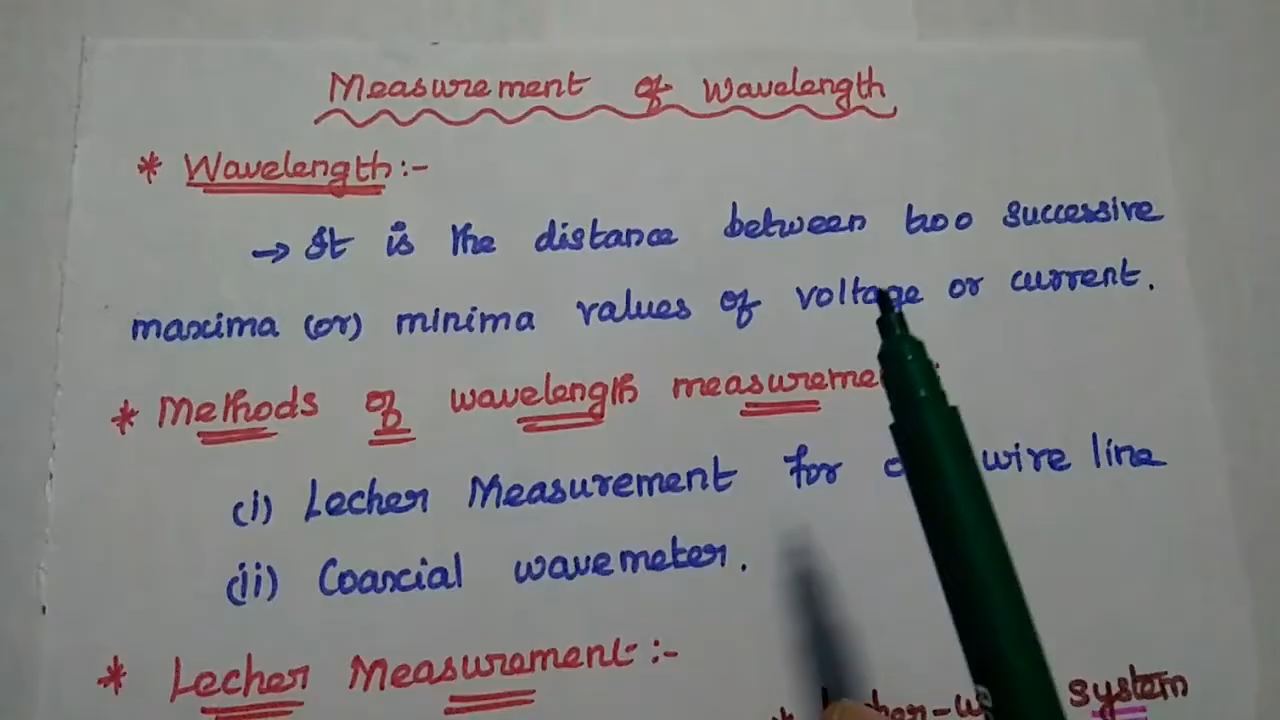 Measurement of Wavelength
* Wavelength:-
→ It is the distance between two successive
maxima (or) minima values of voltage or current.
* Methods of wavelength measureme
(i) Lecher Measurement for wire line
(ii) Coaxial wavemeter.
* Lecher Measurement:-
* system